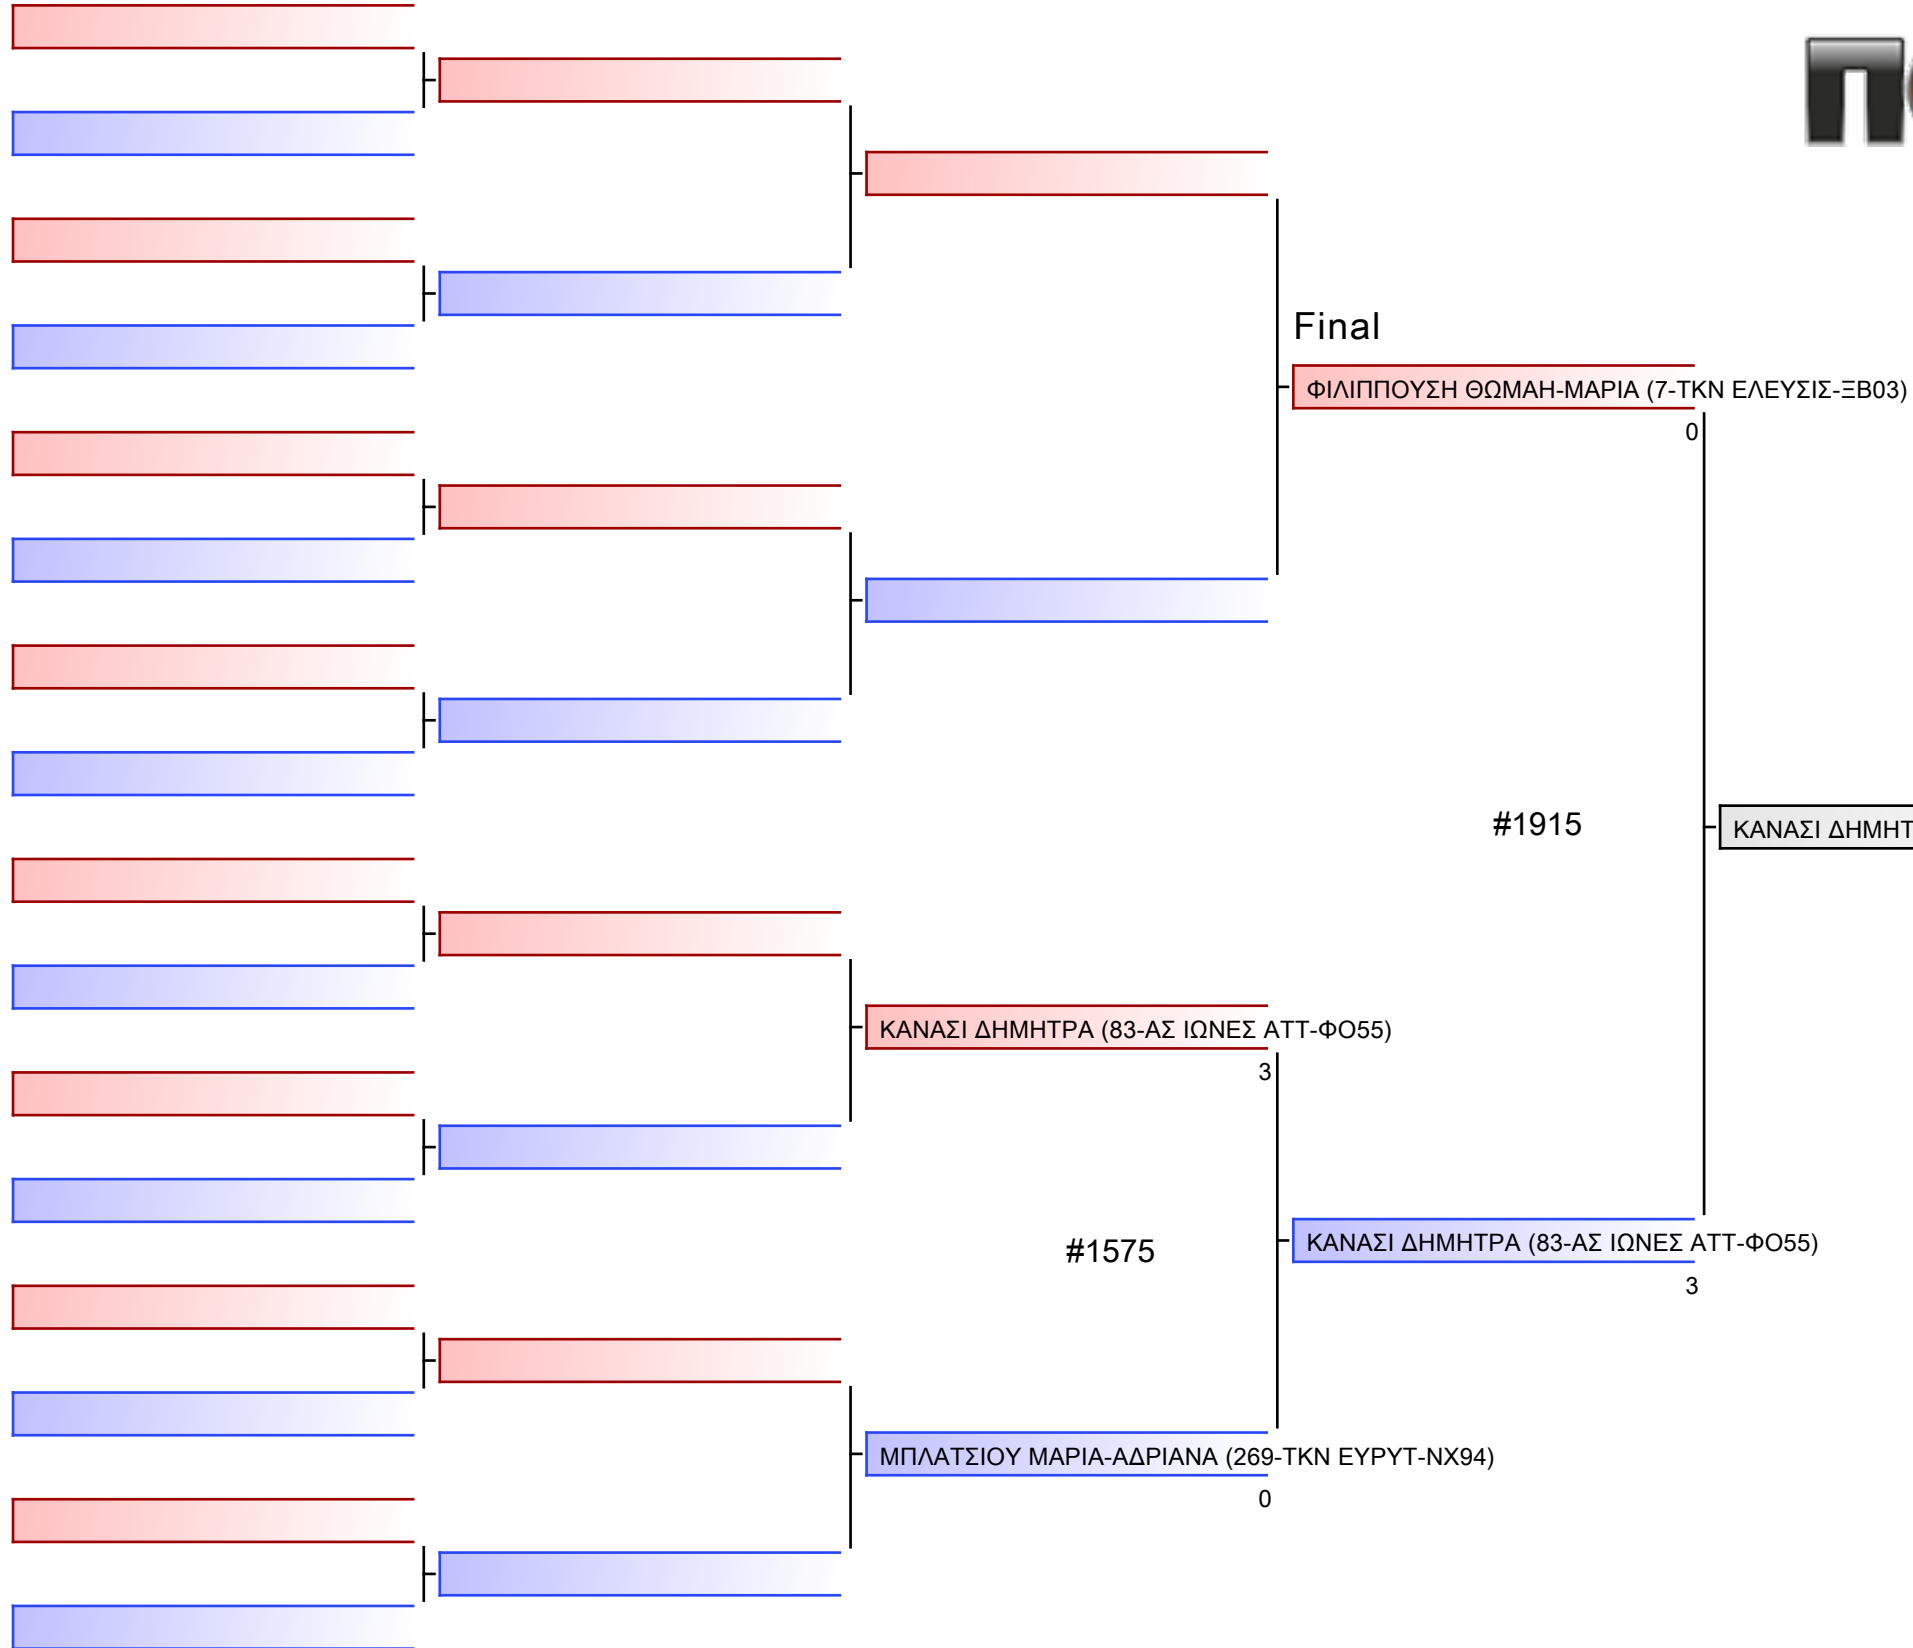 Final
ΦΙΛΙΠΠΟΥΣΗ ΘΩΜΑΗ-ΜΑΡΙΑ (7-ΤΚΝ ΕΛΕΥΣΙΣ-ΞΒ03)
0
#1915
ΚΑΝΑΣΙ
ΚΑΝΑΣΙ ΔΗΜΗΤΡΑ (83-ΑΣ ΙΩΝΕΣ ΑΤΤ-ΦΟ55)
3
#1575
ΚΑΝΑΣΙ ΔΗΜΗΤΡΑ (83-ΑΣ ΙΩΝΕΣ ΑΤΤ-ΦΟ55)
3
ΜΠΛΑΤΣΙΟΥ ΜΑΡΙΑ-ΑΔΡΙΑΝΑ (269-ΤΚΝ ΕΥΡΥΤ-ΝΧ94)
0